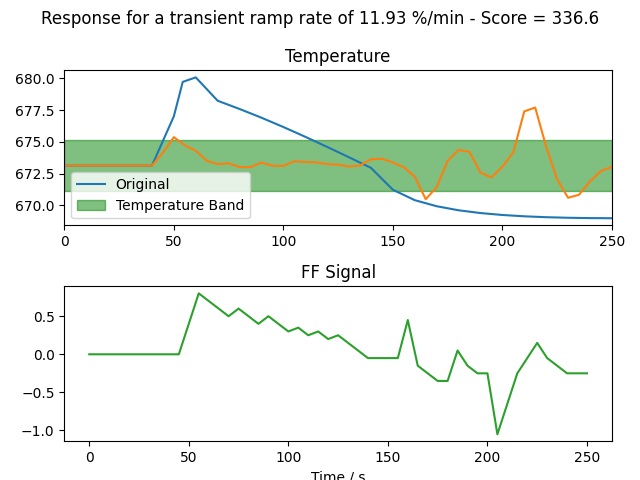 Response for a transient ramp rate of 11.93 %/min - Score = 336.6
Temperature
680.0
677.5
675.0
672.5
670.0
Original
Temperature Band
0 50 100 150 200 250
FF Signal
0.5
0.0
−0.5
−1.0
0 50 100 150 200 250
Time / s